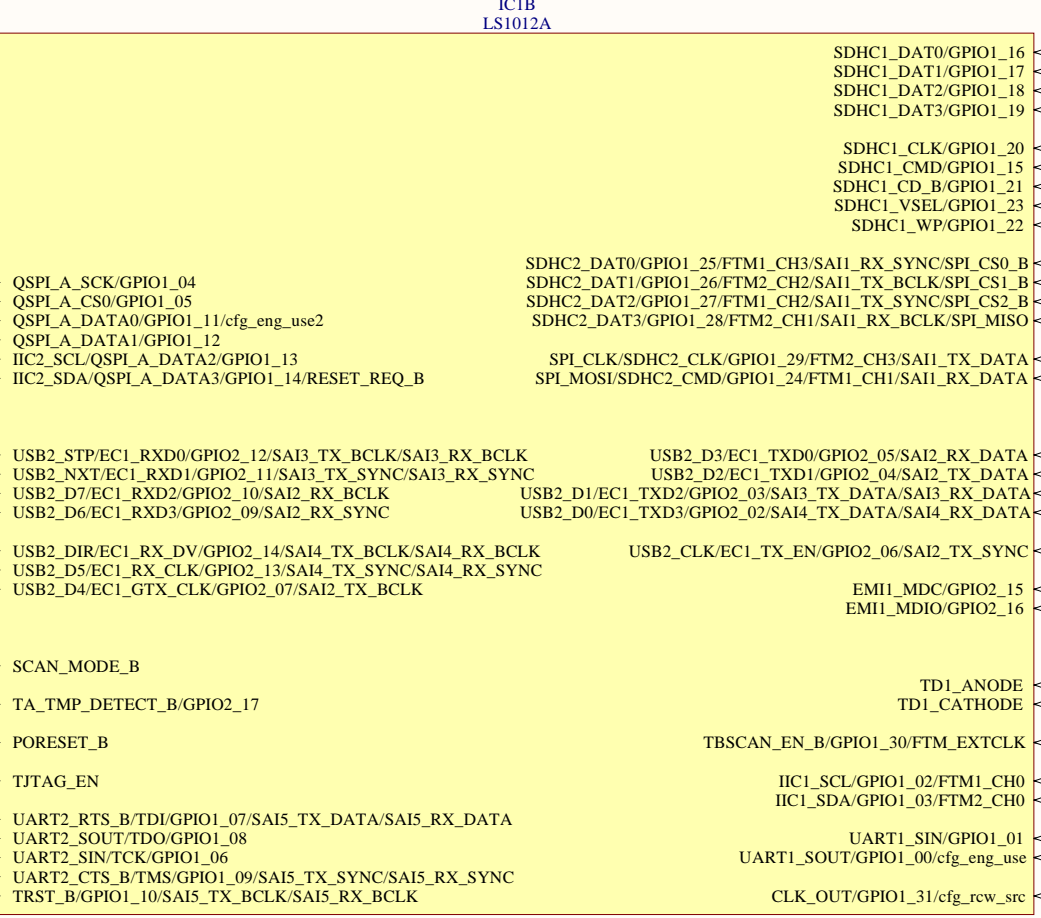 IC1B
LS1012A
SDHC1_DAT0/GPIO1_16
SDHC1_DAT1/GPIO1_17
SDHC1_DAT2/GPIO1_18
SDHC1_DAT3/GPIO1_19
SDHC1_CLK/GPIO1_20
SDHC1_CMD/GPIO1_15
SDHC1_CD_B/GPIO1_21
SDHC1_VSEL/GPIO1_23
SDHC1_WP/GPIO1_22
SDHC2_DAT0/GPIO1_25/FTM1_CH3/SAI1_RX_SYNC/SPI_CS0_B
QSPI_A_SCK/GPIO1_04 SDHC2_DAT1/GPIO1_26/FTM2_CH2/SAI1_TX_BCLK/SPI_CS1_B
QSPI_A_CS0/GPIO1_05 SDHC2_DAT2/GPIO1_27/FTM1_CH2/SAI1_TX_SYNC/SPI_CS2_B
QSPI_A_DATA0/GPIO1_11/cfg_eng_use2 SDHC2_DAT3/GPIO1_28/FTM2_CH1/SAI1_RX_BCLK/SPI_MISO
QSPI_A_DATA1/GPIO1_12
IIC2_SCL/QSPI_A_DATA2/GPIO1_13 SPI_CLK/SDHC2_CLK/GPIO1_29/FTM2_CH3/SAI1_TX_DATA
IIC2_SDA/QSPI_A_DATA3/GPIO1_14/RESET_REQ_B SPI_MOSI/SDHC2_CMD/GPIO1_24/FTM1_CH1/SAI1_RX_DATA
USB2_STP/EC1_RXD0/GPIO2_12/SAI3_TX_BCLK/SAI3_RX_BCLK USB2_D3/EC1_TXD0/GPIO2_05/SAI2_RX_DATA
USB2_NXT/EC1_RXD1/GPIO2_11/SAI3_TX_SYNC/SAI3_RX_SYNC USB2_D2/EC1_TXD1/GPIO2_04/SAI2_TX_DATA
USB2_D7/EC1_RXD2/GPIO2_10/SAI2_RX_BCLK USB2_D1/EC1_TXD2/GPIO2_03/SAI3_TX_DATA/SAI3_RX_DATA
USB2_D6/EC1_RXD3/GPIO2_09/SAI2_RX_SYNC USB2_D0/EC1_TXD3/GPIO2_02/SAI4_TX_DATA/SAI4_RX_DATA
USB2_DIR/EC1_RX_DV/GPIO2_14/SAI4_TX_BCLK/SAI4_RX_BCLK USB2_CLK/EC1_TX_EN/GPIO2_06/SAI2_TX_SYNC
USB2_D5/EC1_RX_CLK/GPIO2_13/SAI4_TX_SYNC/SAI4_RX_SYNC
USB2_D4/EC1_GTX_CLK/GPIO2_07/SAI2_TX_BCLK EMI1_MDC/GPIO2_15
EMI1_MDIO/GPIO2_16
SCAN_MODE_B
TD1_ANODE
TA_TMP_DETECT_B/GPIO2_17 TD1_CATHODE
PORESET_B TBSCAN_EN_B/GPIO1_30/FTM_EXTCLK
TJTAG_EN IIC1_SCL/GPIO1_02/FTM1_CH0
IIC1_SDA/GPIO1_03/FTM2_CH0
UART2_RTS_B/TDI/GPIO1_07/SAI5_TX_DATA/SAI5_RX_DATA
UART2_SOUT/TDO/GPIO1_08 UART1_SIN/GPIO1_01
UART2_SIN/TCK/GPIO1_06 UART1_SOUT/GPIO1_00/cfg_eng_use
UART2_CTS_B/TMS/GPIO1_09/SAI5_TX_SYNC/SAI5_RX_SYNC
TRST_B/GPIO1_10/SAI5_TX_BCLK/SAI5_RX_BCLK CLK_OUT/GPIO1_31/cfg_rcw_src